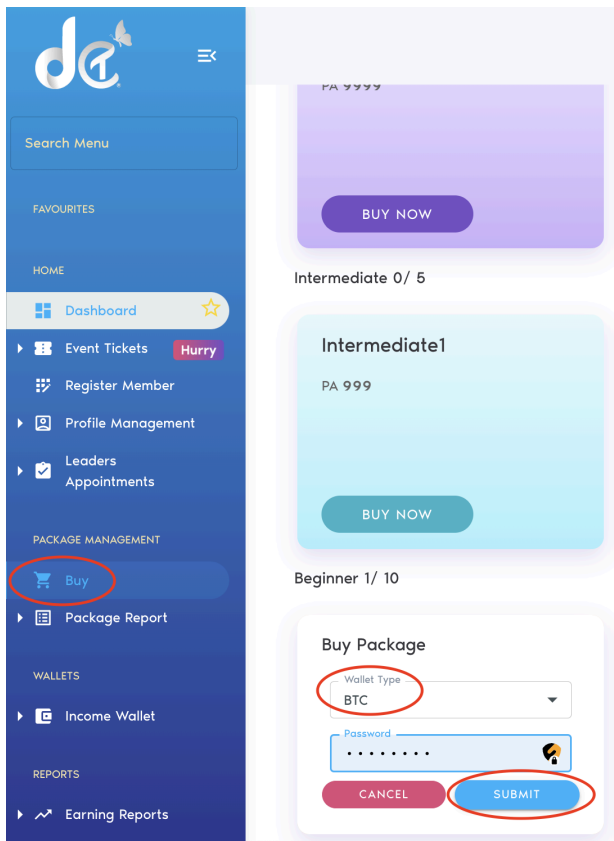 dct
Search Menu
FAVOURITES
HOME
Dashboard
Event Tickets Hurry
Register Member
Profile Management
Leaders
Appointments
PACKAGE MANAGEMENT
Buy
Package Report
WALLETS
Income Wallet
REPORTS
Earning Reports
PA 9999
BUY NOW
Intermediate 0/ 5
Intermediate1
PA 999
BUY NOW
Beginner 1/ 10
Buy Package
Wallet Type
BTC
Password
CANCEL SUBMIT